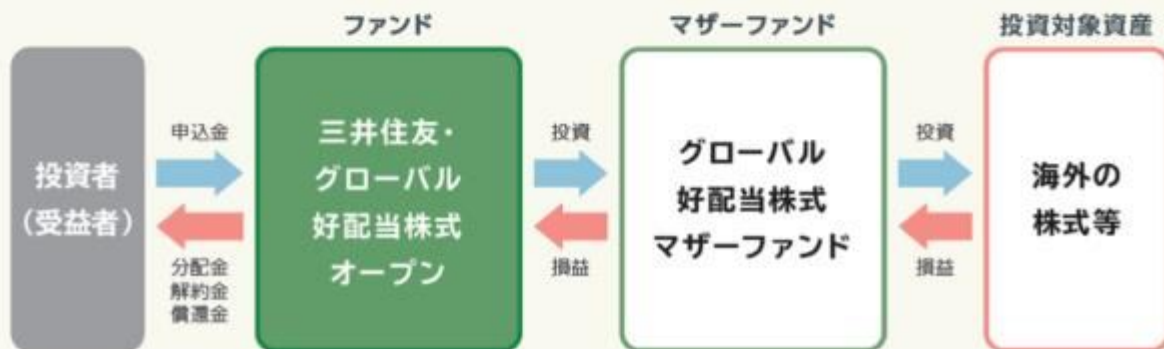 ファンド
マザーファンド
投資対象資産
投資者
（受益者）
申込金
分配金
解約金
償還金
三井住友・
グローバル
好配当株式
オープン
投資
損益
グローバル
好配当株式
マザーファンド
投資
損益
海外の
株式等